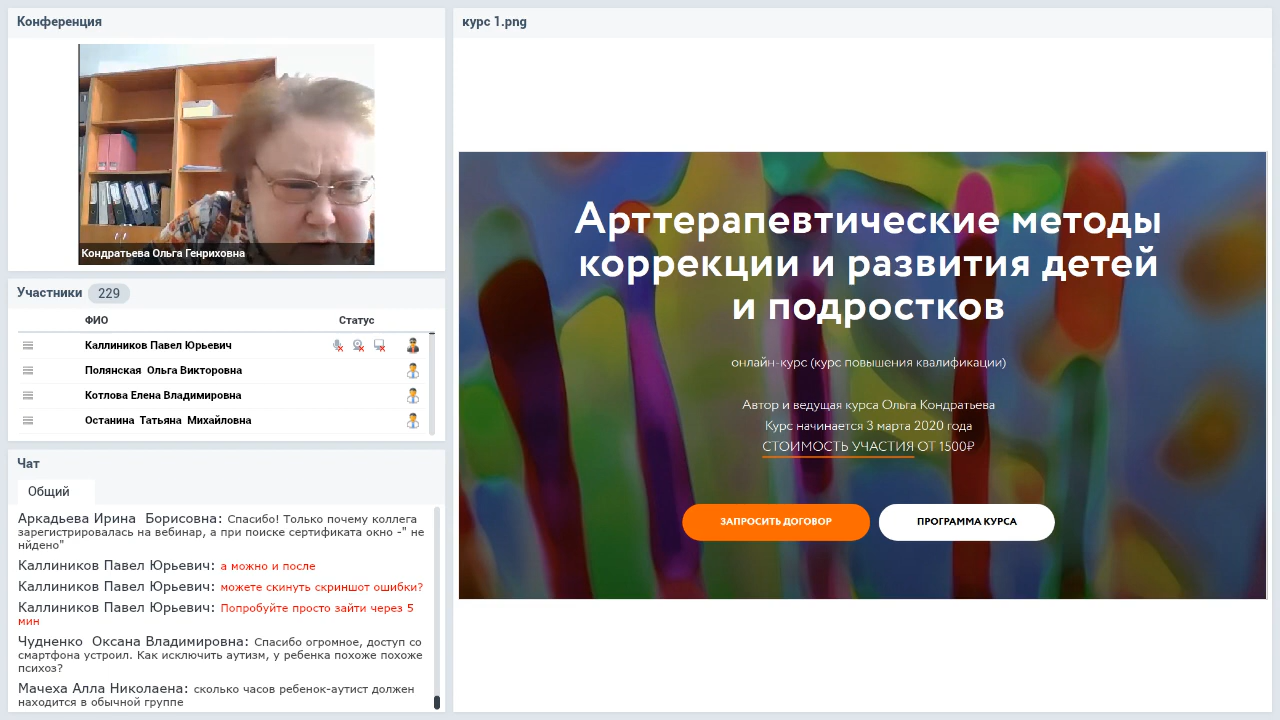 Конференция
Кондратьева Ольга Генриховна
Участники 229
ФИО Статус
Каллиников Павел Юрьевич
Полянская Ольга Викторовна
Котлова Елена Владимировна
Останина Татьяна Михайловна
Чат
Общий
Аркадьева Ирина Борисовна: Спасибо! Только почему коллега
зарегистрировалась на вебинар, а при поиске сертификата окно -" не
нйдено"
Каллиников Павел Юрьевич: а можно и после
Каллиников Павел Юрьевич: можете скинуть скриншот ошибки?
Каллиников Павел Юрьевич: Попробуйте просто зайти через 5
мин
Чудненко Оксана Владимировна: Спасибо огромное, доступ со
смартфона устроил. Как исключить аутизм, у ребенка похоже похоже
психоз?
Мачеха Алла Николаена: сколько часов ребенок-аутист должен
находится в обычной группе
курс 1.png
Арттерапевтические методы
коррекции и развития детей
и подростков
онлайн-курс (курс повышения квалификации)
Автор и ведущая курса Ольга Кондратьева
Курс начинается 3 марта 2020 года
СТОИМОСТЬ УЧАСТИЯ ОТ 1500₽
ЗАПРОСИТЬ ДОГОВОР ПРОГРАММА КУРСА